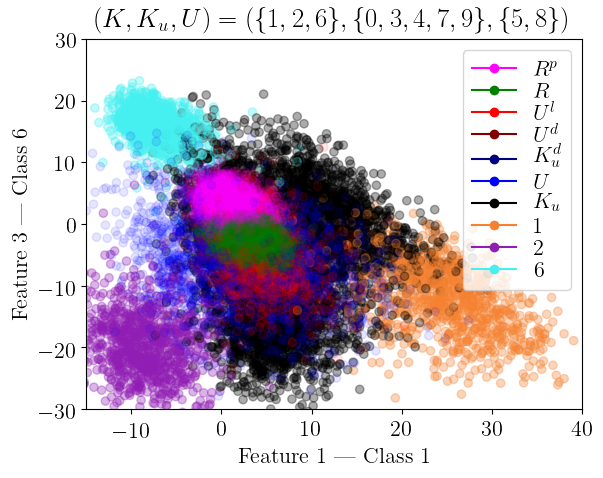 (K, K_u, U) = ({1, 2, 6}, {0, 3, 4, 7, 9}, {5, 8})
30
20
10
0
−10
−20
−30
Feature 3 — Class 6
R^p
R
U^l
U^d
K_u^d
U
K_u
1
2
6
−10
0
10
20
30
40
Feature 1 — Class 1